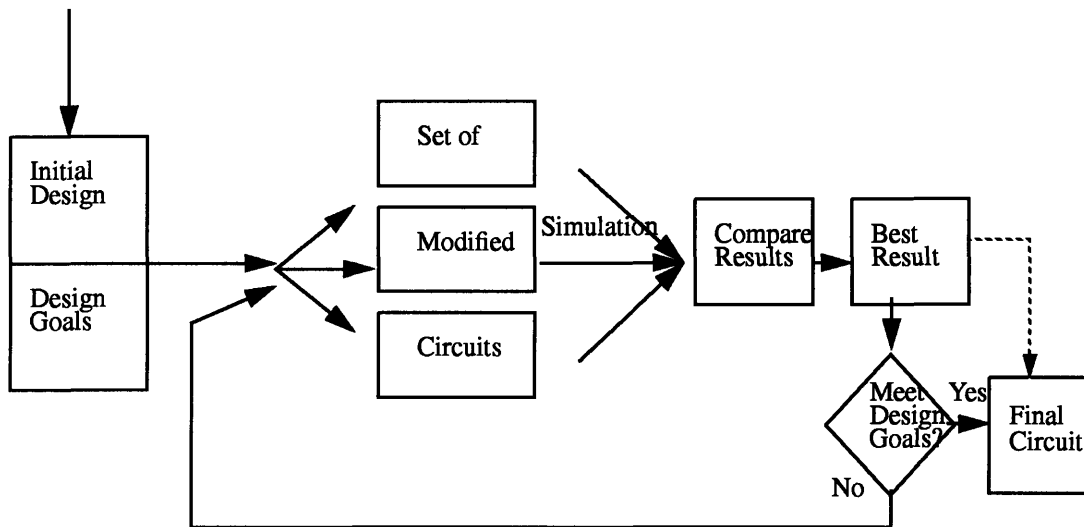 Initial
Design
Design
Goals
Set of
Modified
Circuits
Simulation
Compare
Results
Best
Result
Meet
Design
Goals?
Yes
No
Final
Circuit